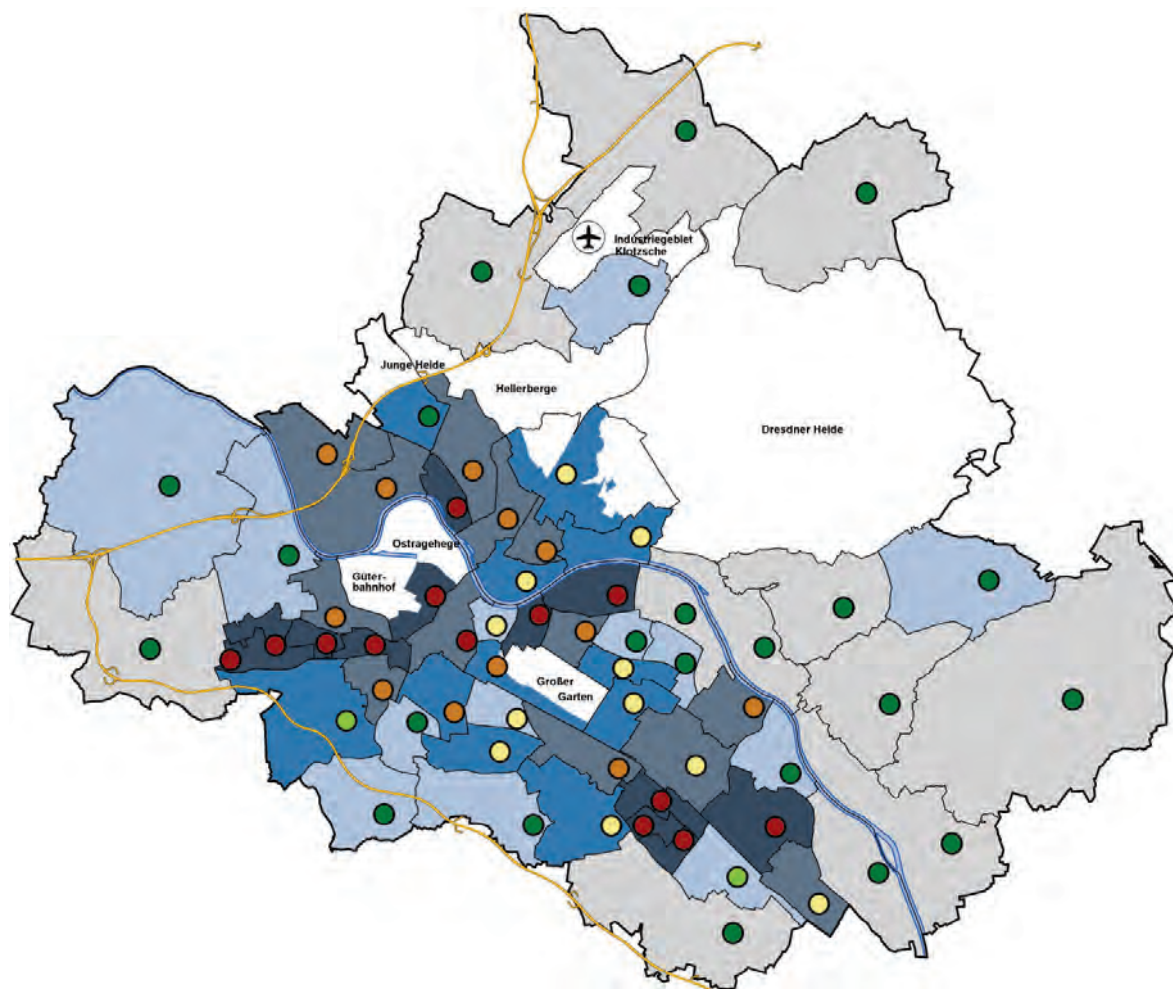 Industriegebiet
Klotzsche
Junge Heide
Hellerberge
Dresdner Heide
Ostragehege
Güter-
bahnhof
Großer
Garten